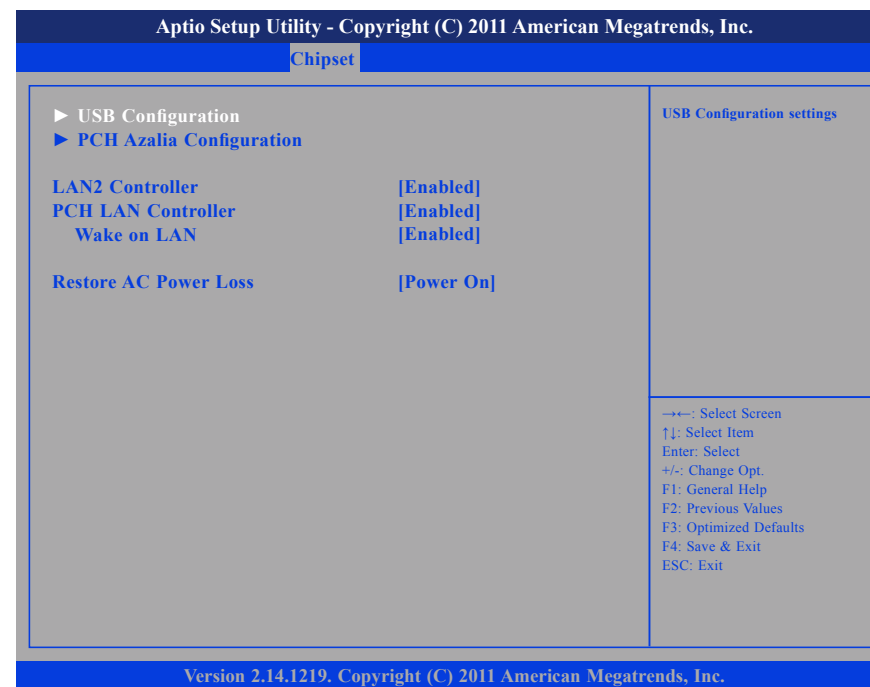 Aptio Setup Utility - Copyright (C) 2011 American Megatrends, Inc.
Chipset
► USB Configuration
► PCH Azalia Configuration
LAN2 Controller [Enabled]
PCH LAN Controller [Enabled]
Wake on LAN [Enabled]
Restore AC Power Loss [Power On]
USB Configuration settings
→←: Select Screen
↑↓: Select Item
Enter: Select
+/-: Change Opt.
F1: General Help
F2: Previous Values
F3: Optimized Defaults
F4: Save & Exit
ESC: Exit
Version 2.14.1219. Copyright (C) 2011 American Megatrends, Inc.